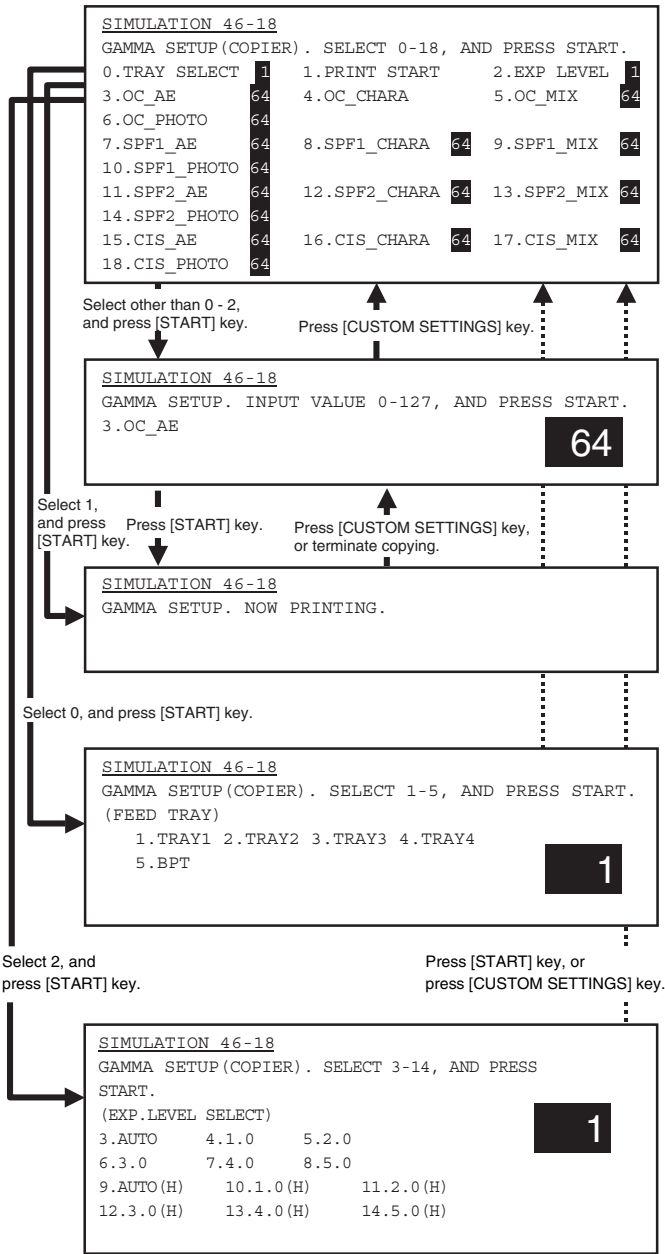 SIMULATION 46-18
GAMMA SETUP(COPIER). SELECT 0-18, AND PRESS START.
0.TRAY SELECT 1 1.PRINT START 2.EXP LEVEL 1
3.OC_AE 64 4.OC_CHARA 5.OC_MIX 64
6.OC_PHOTO 64
7.SPF1_AE 64 8.SPF1_CHARA 64 9.SPF1_MIX 64
10.SPF1_PHOTO 64
11.SPF2_AE 64 12.SPF2_CHARA 64 13.SPF2_MIX 64
14.SPF2_PHOTO 64
15.CIS_AE 64 16.CIS_CHARA 64 17.CIS_MIX 64
18.CIS_PHOTO 64
Select other than 0 - 2,
and press [START] key.
Press [CUSTOM SETTINGS] key.
SIMULATION 46-18
GAMMA SETUP. INPUT VALUE 0-127, AND PRESS START.
3.OC_AE
64
Select 1,
and press
[START] key.
Press [START] key.
Press [CUSTOM SETTINGS] key,
or terminate copying.
SIMULATION 46-18
GAMMA SETUP. NOW PRINTING.
Select 0, and press [START] key.
SIMULATION 46-18
GAMMA SETUP(COPIER). SELECT 1-5, AND PRESS START.
(FEED TRAY)
1.TRAY1 2.TRAY2 3.TRAY3 4.TRAY4
5.BPT
1
Select 2, and
press [START] key.
Press [START] key, or
press [CUSTOM SETTINGS] key.
SIMULATION 46-18
GAMMA SETUP(COPIER). SELECT 3-14, AND PRESS
START.
(EXP.LEVEL SELECT)
1
3.AUTO 4.1.0 5.2.0
6.3.0 7.4.0 8.5.0
9.AUTO(H) 10.1.0(H) 11.2.0(H)
12.3.0(H) 13.4.0(H) 14.5.0(H)